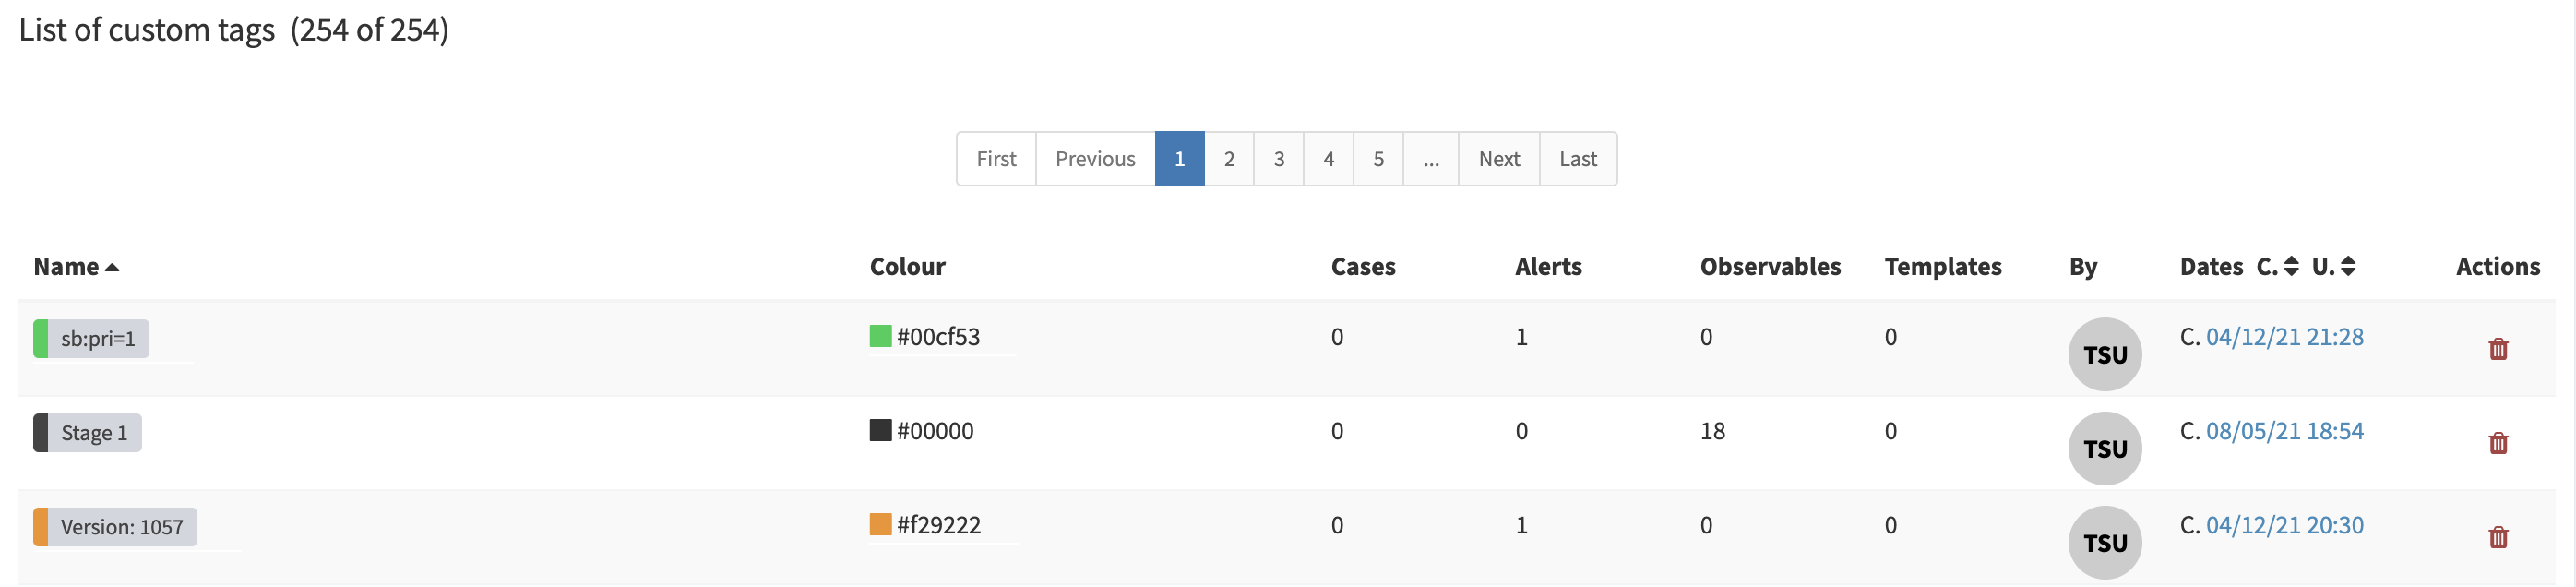 List of custom tags (254 of 254)
First Previous 1 2 3 4 5 ... Next Last
Name Colour Cases Alerts Observables Templates By Dates C. U. Actions
sb:pri=1 #00cf53 0 1 0 0 TSU C. 04/12/21 21:28
Stage 1 #00000 0 0 18 0 TSU C. 08/05/21 18:54
Version: 1057 #f29222 0 1 0 0 TSU C. 04/12/21 20:30